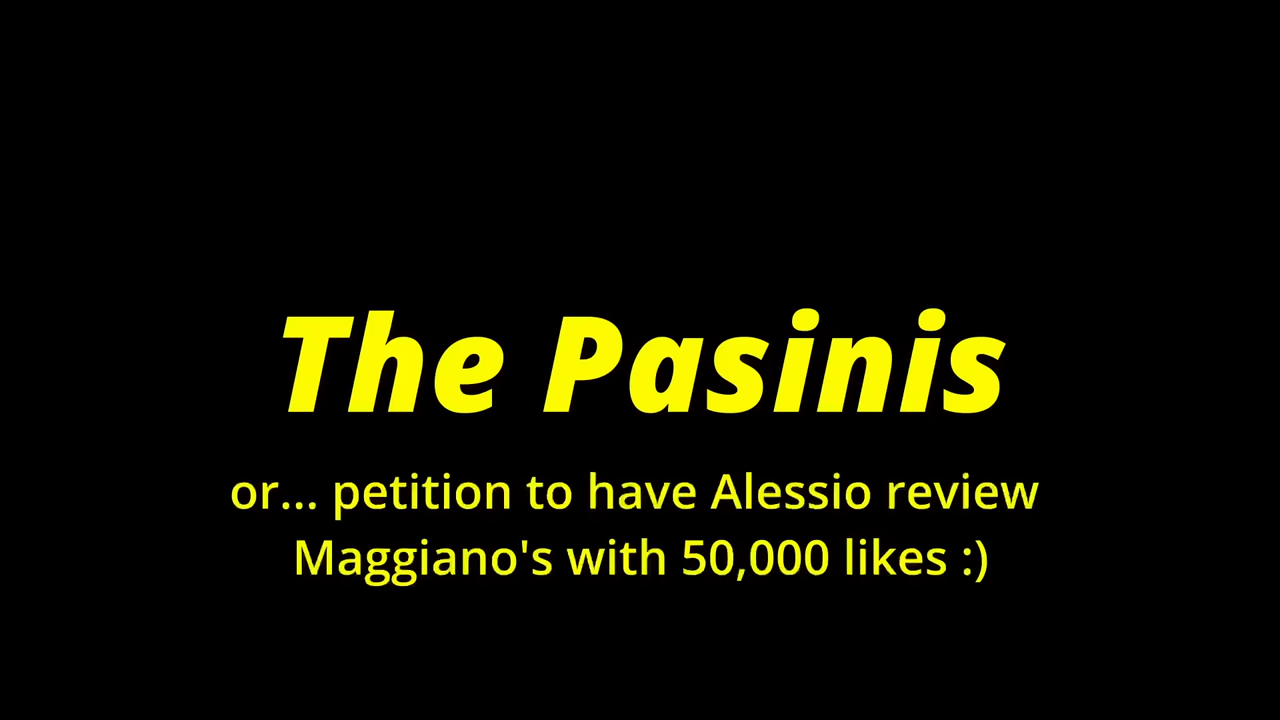 The Pasinis
or... petition to have Alessio review
Maggiano's with 50,000 likes :)